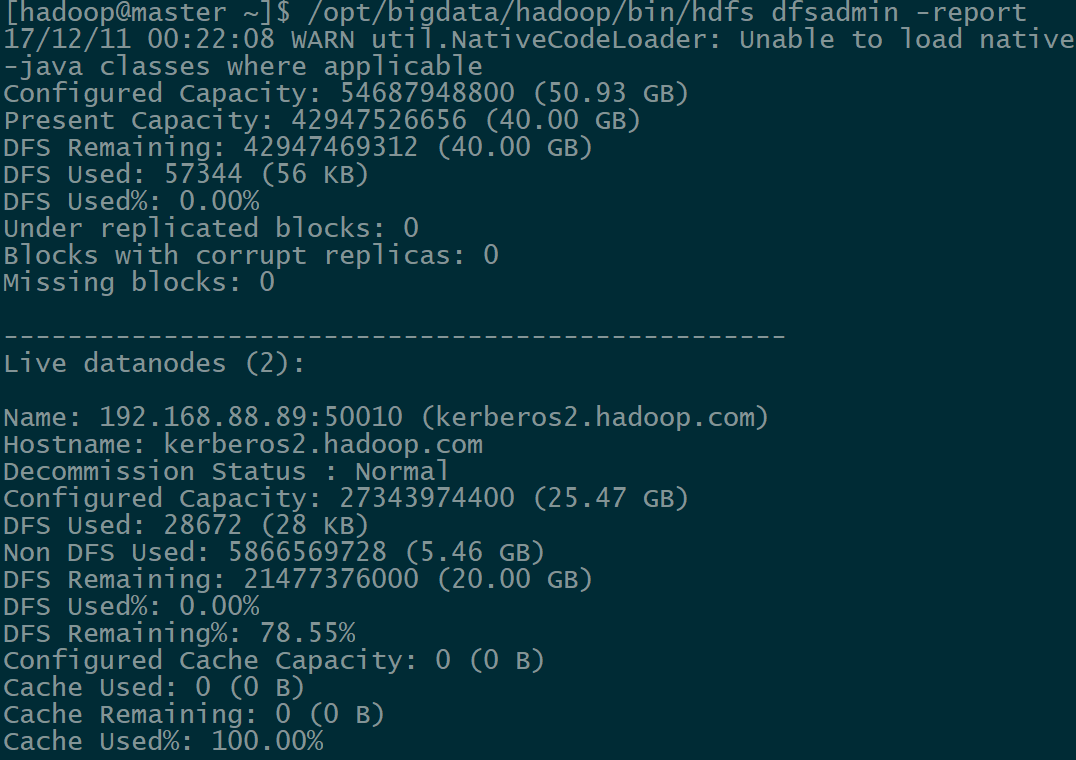 [hadoop@master ~]$ /opt/bigdata/hadoop/bin/hdfs dfsadmin -report
17/12/11 00:22:08 WARN util.NativeCodeLoader: Unable to load native
-java classes where applicable
Configured Capacity: 54687948800 (50.93 GB)
Present Capacity: 42947526656 (40.00 GB)
DFS Remaining: 42947469312 (40.00 GB)
DFS Used: 57344 (56 KB)
DFS Used%: 0.00%
Under replicated blocks: 0
Blocks with corrupt replicas: 0
Missing blocks: 0
-------------------------------------------------
Live datanodes (2):
Name: 192.168.88.89:50010 (kerberos2.hadoop.com)
Hostname: kerberos2.hadoop.com
Decommission Status : Normal
Configured Capacity: 27343974400 (25.47 GB)
DFS Used: 28672 (28 KB)
Non DFS Used: 5866569728 (5.46 GB)
DFS Remaining: 21477376000 (20.00 GB)
DFS Used%: 0.00%
DFS Remaining%: 78.55%
Configured Cache Capacity: 0 (0 B)
Cache Used: 0 (0 B)
Cache Remaining: 0 (0 B)
Cache Used%: 100.00%